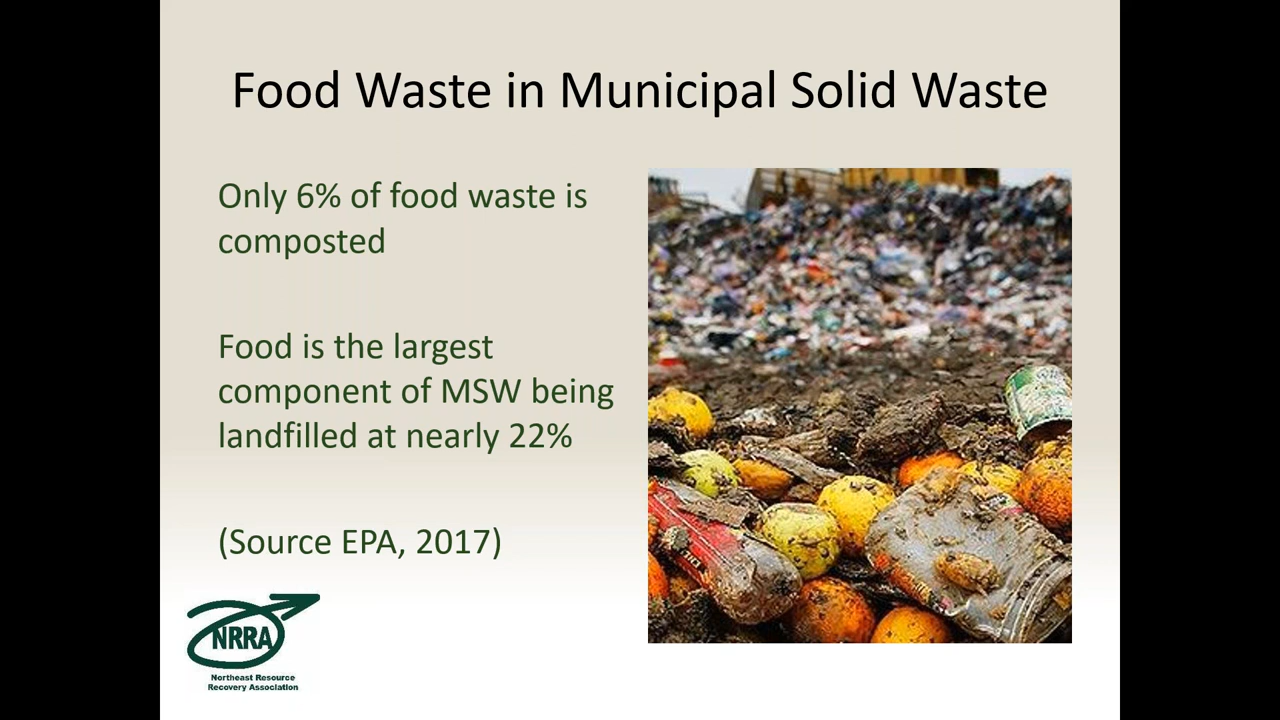 Food Waste in Municipal Solid Waste
Only 6% of food waste is
composted
Food is the largest
component of MSW being
landfilled at nearly 22%
(Source EPA, 2017)
NRRA
Northeast Resource
Recovery Association